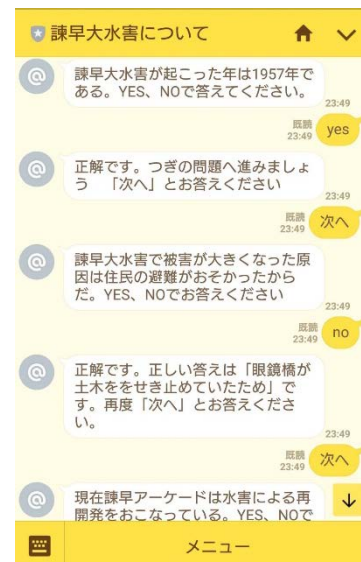 諫早大水害について
諫早大水害が起こった年は1957年で
ある。YES、NOで答えてください。
23:49
既読
23:49
yes
正解です。つぎの問題へ進みましょ
う 「次へ」とお答えください
23:49
既読
23:49
次へ
諫早大水害で被害が大きくなった原
因は住民の避難がおそかったから
だ。YES、NOでお答えください
23:49
既読
23:49
no
正解です。正しい答えは「眼鏡橋が
土木ををせき止めていたため」で
す。再度「次へ」とお答えくださ
い。
23:49
既読
23:49
次へ
現在諫早アーケードは水害による再
開発をおこなっている。YES、NOで
メニュー